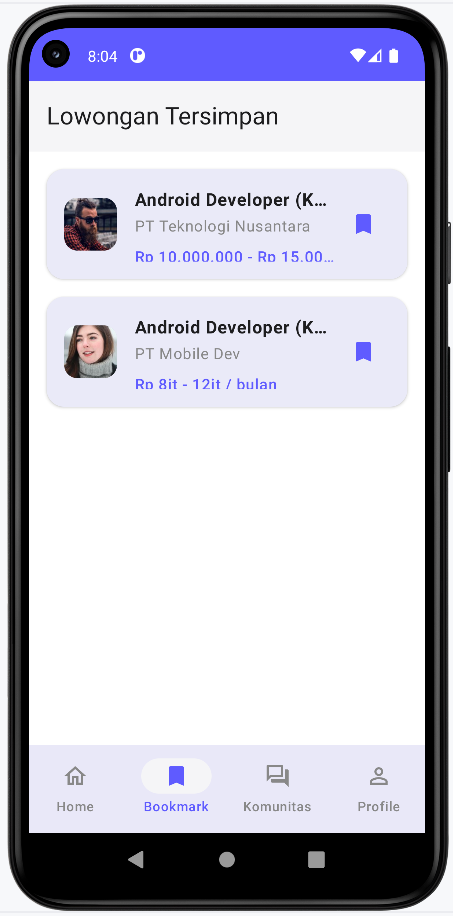 8:04
Lowongan Tersimpan
Android Developer (K...
PT Teknologi Nusantara
Rp 10.000.000 - Rp 15.00...
Android Developer (K...
PT Mobile Dev
Rp 8jt - 12jt / bulan
Home
Bookmark
Komunitas
Profile